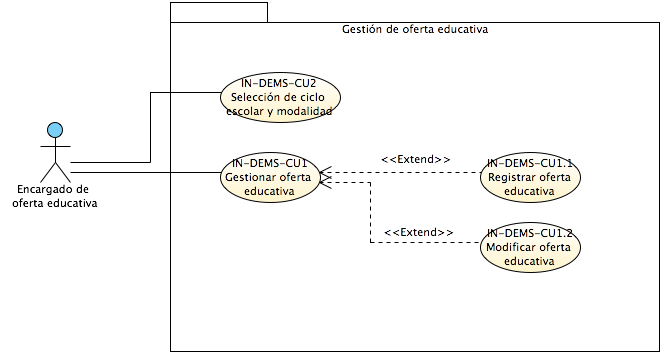 Gestión de oferta educativa
IN-DEMS-CU2
Selección de ciclo
escolar y modalidad
Encargado de
oferta educativa
IN-DEMS-CU1
Gestionar oferta
educativa
<<Extend>>
IN-DEMS-CU1.1
Registrar oferta
educativa
<<Extend>>
IN-DEMS-CU1.2
Modificar oferta
educativa